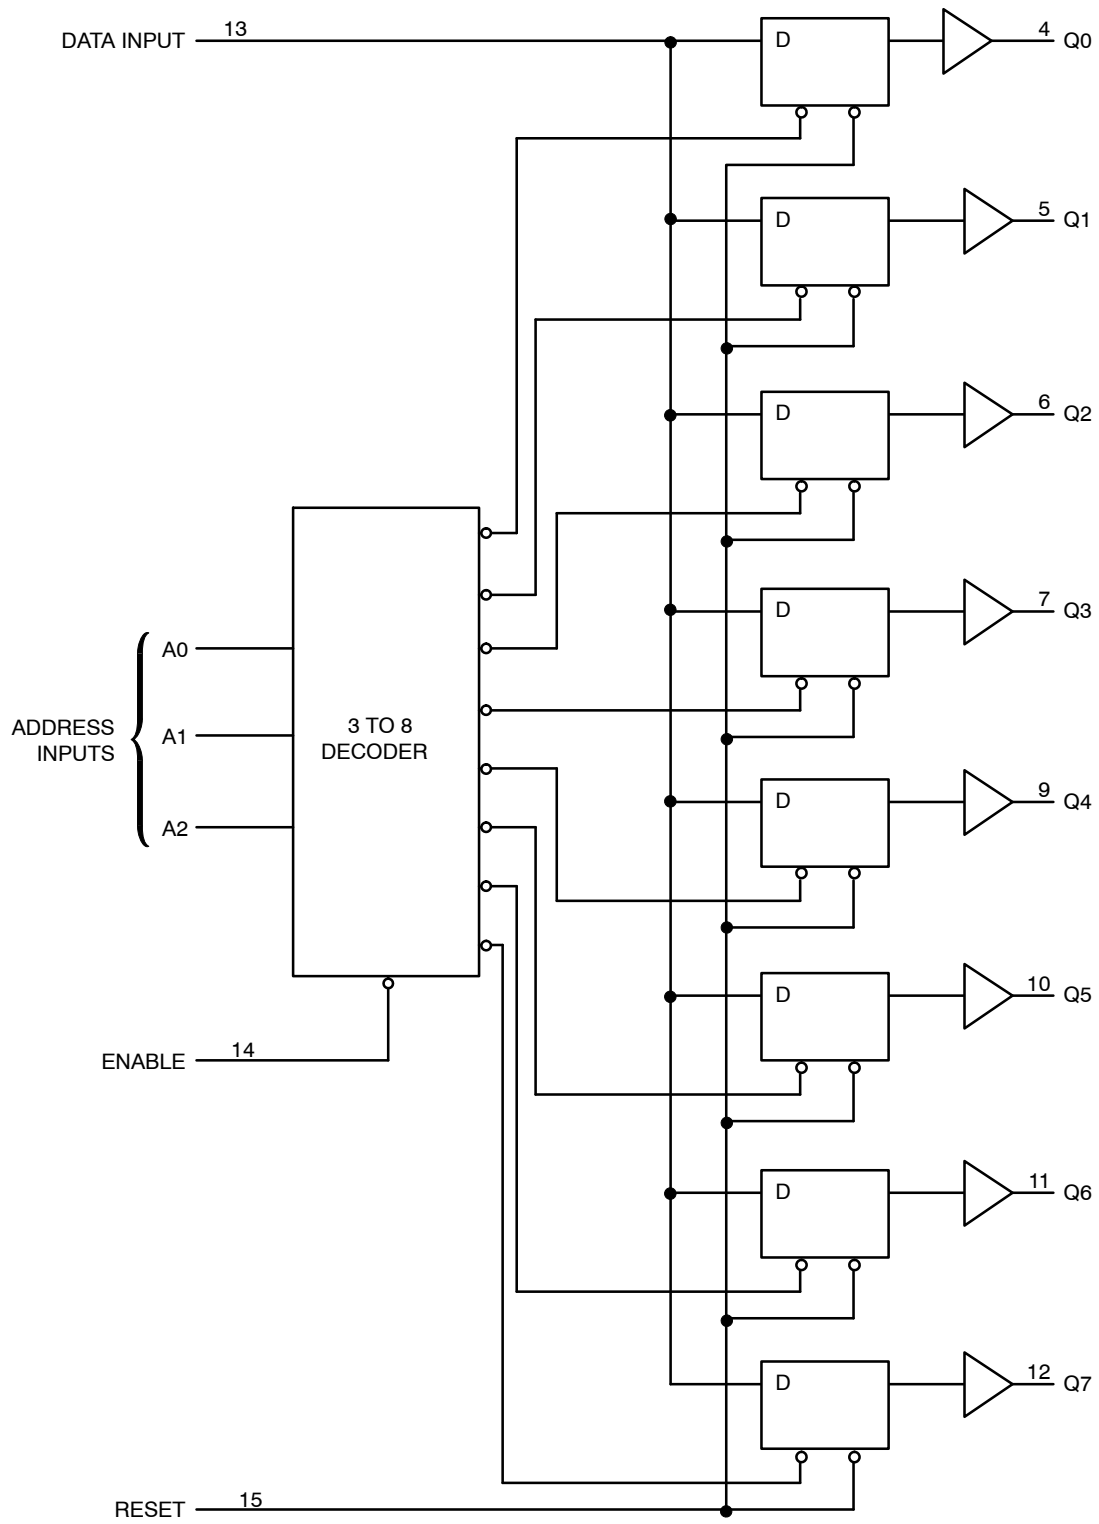 DATA INPUT 13 D 4 Q0
D 5 Q1
D 6 Q2
D 7 Q3
A0
ADDRESS
INPUTS
A1
3 TO 8
DECODER
A2
D 9 Q4
D 10 Q5
ENABLE 14
D 11 Q6
D 12 Q7
RESET 15